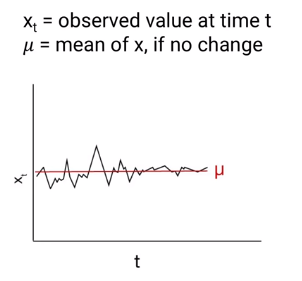 xₜ = observed value at time t
μ = mean of x, if no change
μ
xₜ
t